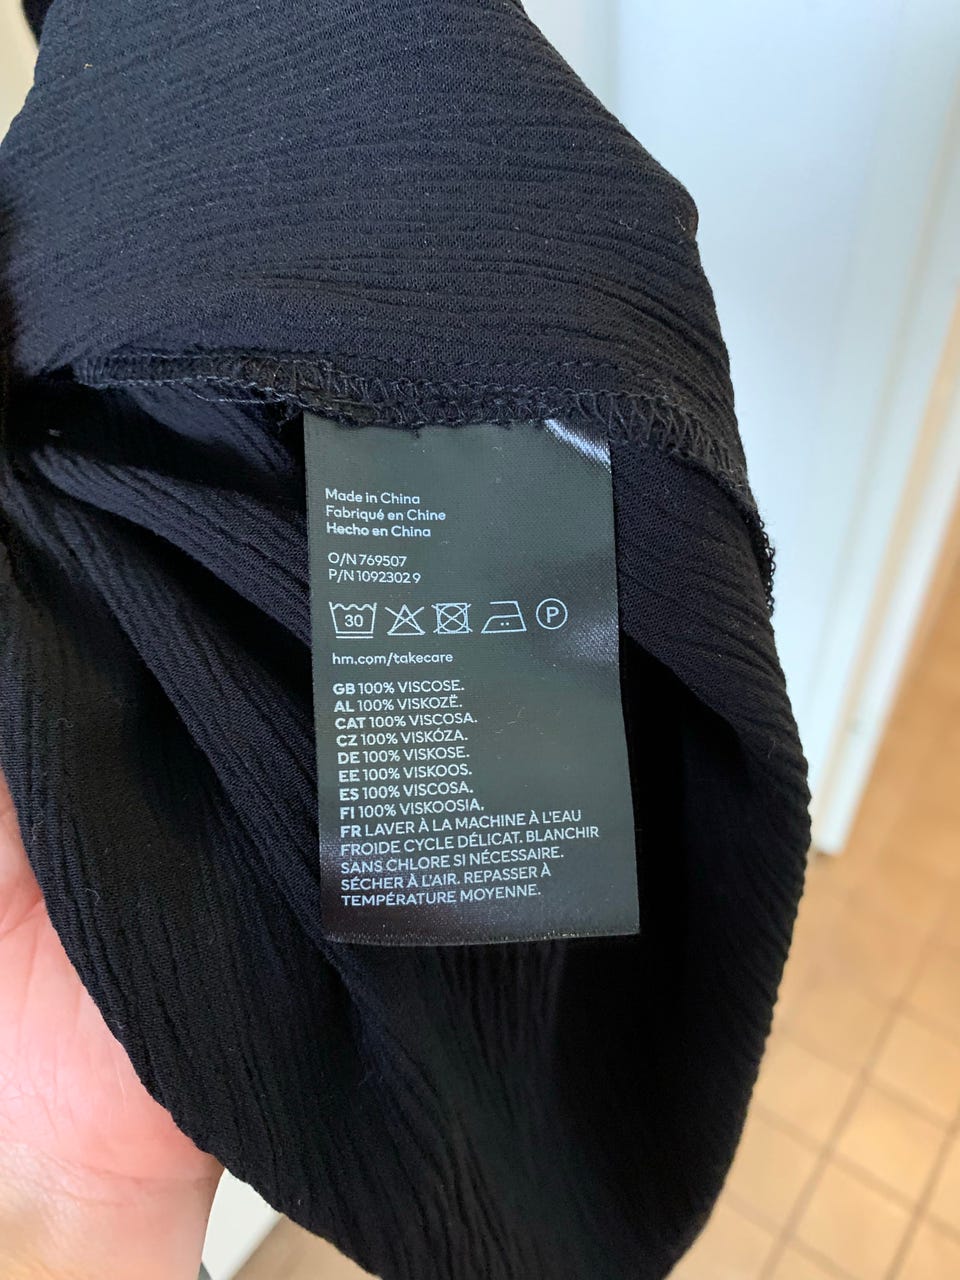 Made in China
Fabriqué en Chine
Hecho en China
O/N 769507
P/N 10923029
30 P
hm.com/takecare
GB 100% VISCOSE.
AL 100% VISKOZË.
CAT 100% VISCOSA.
CZ 100% VISKÓZA.
DE 100% VISKOSE.
EE 100% VISKOOS.
ES 100% VISCOSA.
FI 100% VISKOOSIA.
FR LAVER À LA MACHINE À L'EAU
FROIDE CYCLE DÉLICAT. BLANCHIR
SANS CHLORE SI NÉCESSAIRE.
SÉCHER À L'AIR. REPASSER À
TEMPÉRATURE MOYENNE.